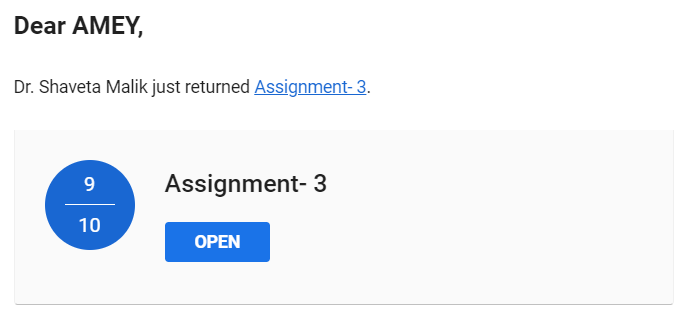 Dear AMEY,
Dr. Shaveta Malik just returned Assignment- 3.
9
10
Assignment- 3
OPEN